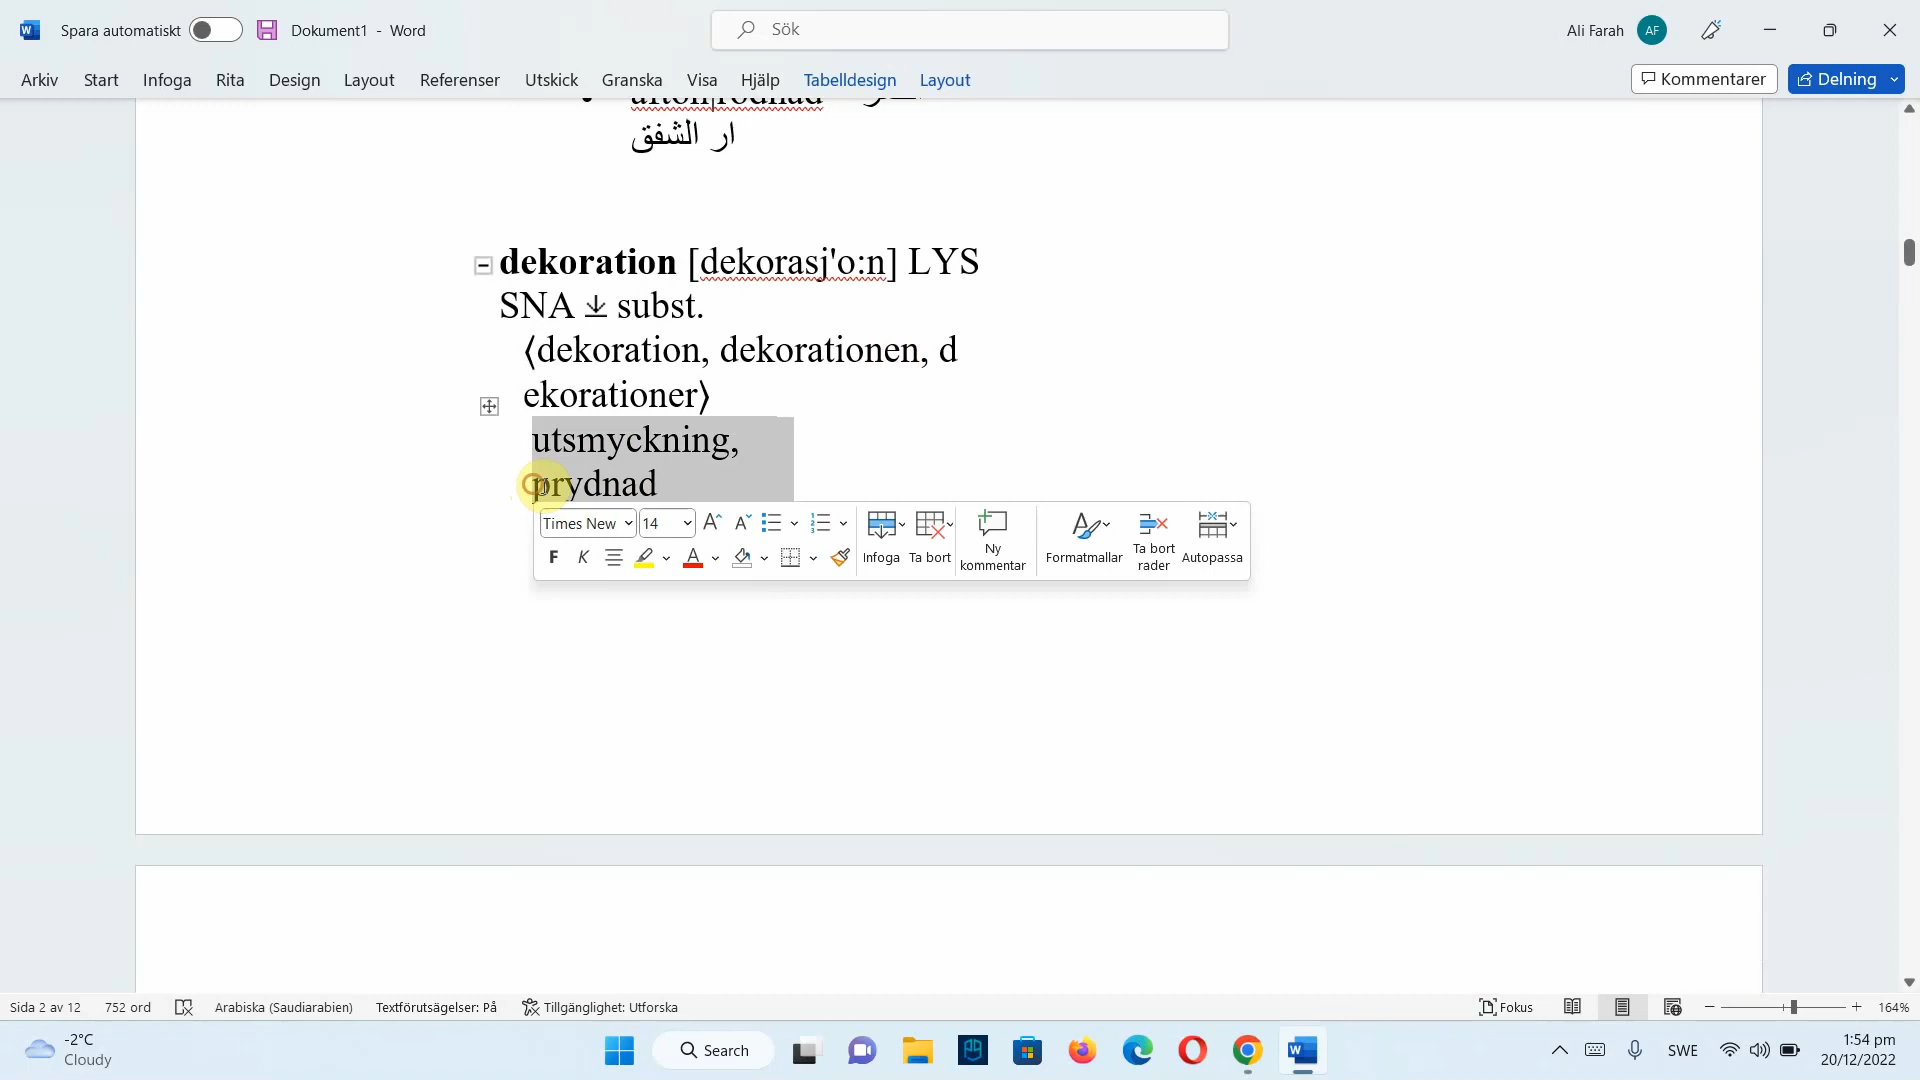 Spara automatiskt
Dokument1 - Word
Sök
Ali Farah
AF
Arkiv Start Infoga Rita Design Layout Referenser Utskick Granska Visa Hjälp Tabelldesign Layout
Kommentarer
Delning
ار الشفق
dekoration [dekorasj'o:n] LYS
SNA subst.
⟨dekoration, dekorationen, d
ekorationer⟩
utsmyckning,
prydnad
Times New 14
F K
Infoga Ta bort
Ny kommentar
Formatmallar
Ta bort rader
Autopassa
Sida 2 av 12 752 ord Arabiska (Saudiarabien) Textförutsägelser: På Tillgänglighet: Utforska
Fokus
164%
-2°C
Cloudy
Search
SWE
1:54 pm
20/12/2022